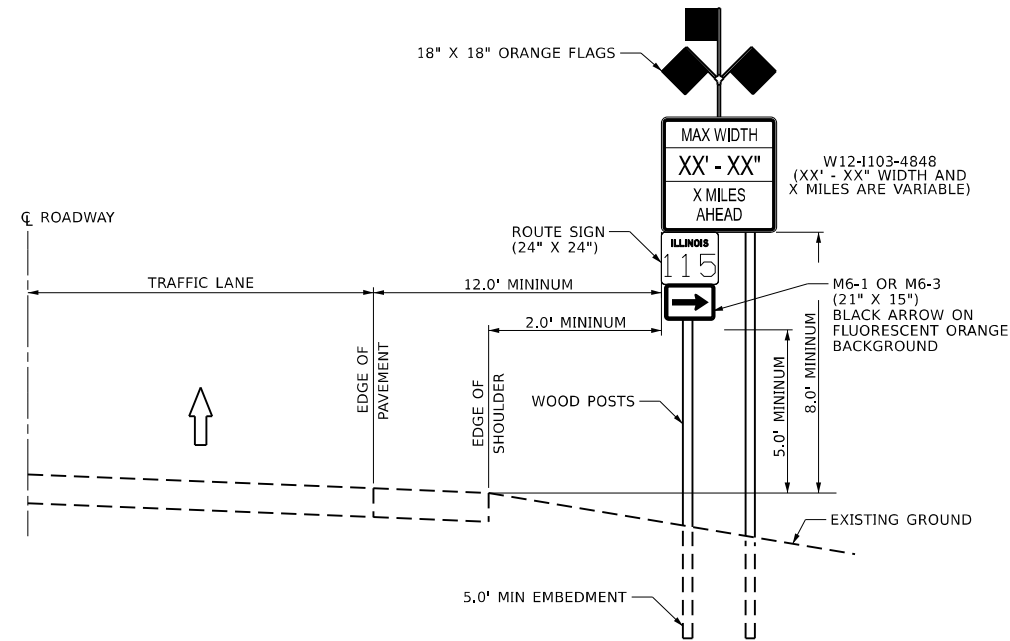 18" X 18" ORANGE FLAGS
MAX WIDTH
XX' - XX"
X MILES
AHEAD
W12-I103-4848
(XX' - XX" WIDTH AND
X MILES ARE VARIABLE)
℄ ROADWAY
ROUTE SIGN
(24" X 24")
ILLINOIS
115
TRAFFIC LANE
12.0' MININUM
M6-1 OR M6-3
(21" X 15")
BLACK ARROW ON
FLUORESCENT ORANGE
BACKGROUND
2.0' MININUM
EDGE OF
PAVEMENT
EDGE OF
SHOULDER
WOOD POSTS
5.0' MININUM
8.0' MININUM
EXISTING GROUND
5.0' MIN EMBEDMENT